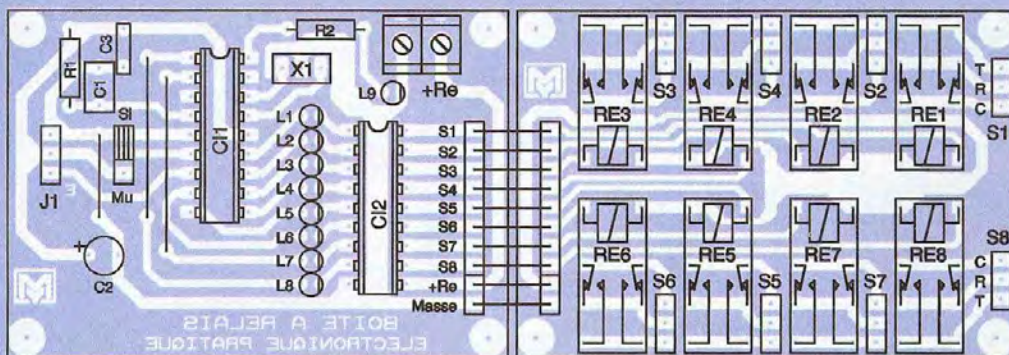 R2
C3
R1
C1
X1
+Re
L9
SI
CI1
L1
L2
L3
L4
L5
L6
L7
L8
CI2
J1
E
Mu
+
C2
S1
S2
S3
S4
S5
S6
S7
S8
+Re
Masse
BOITE A RELAIS
ELECTRONIQUE PRATIQUE
M
M
S3
S4
S2
T
R
C
S1
RE3
RE4
RE2
RE1
RE6
RE5
RE7
RE8
S8
C
R
T
S6
S5
S7